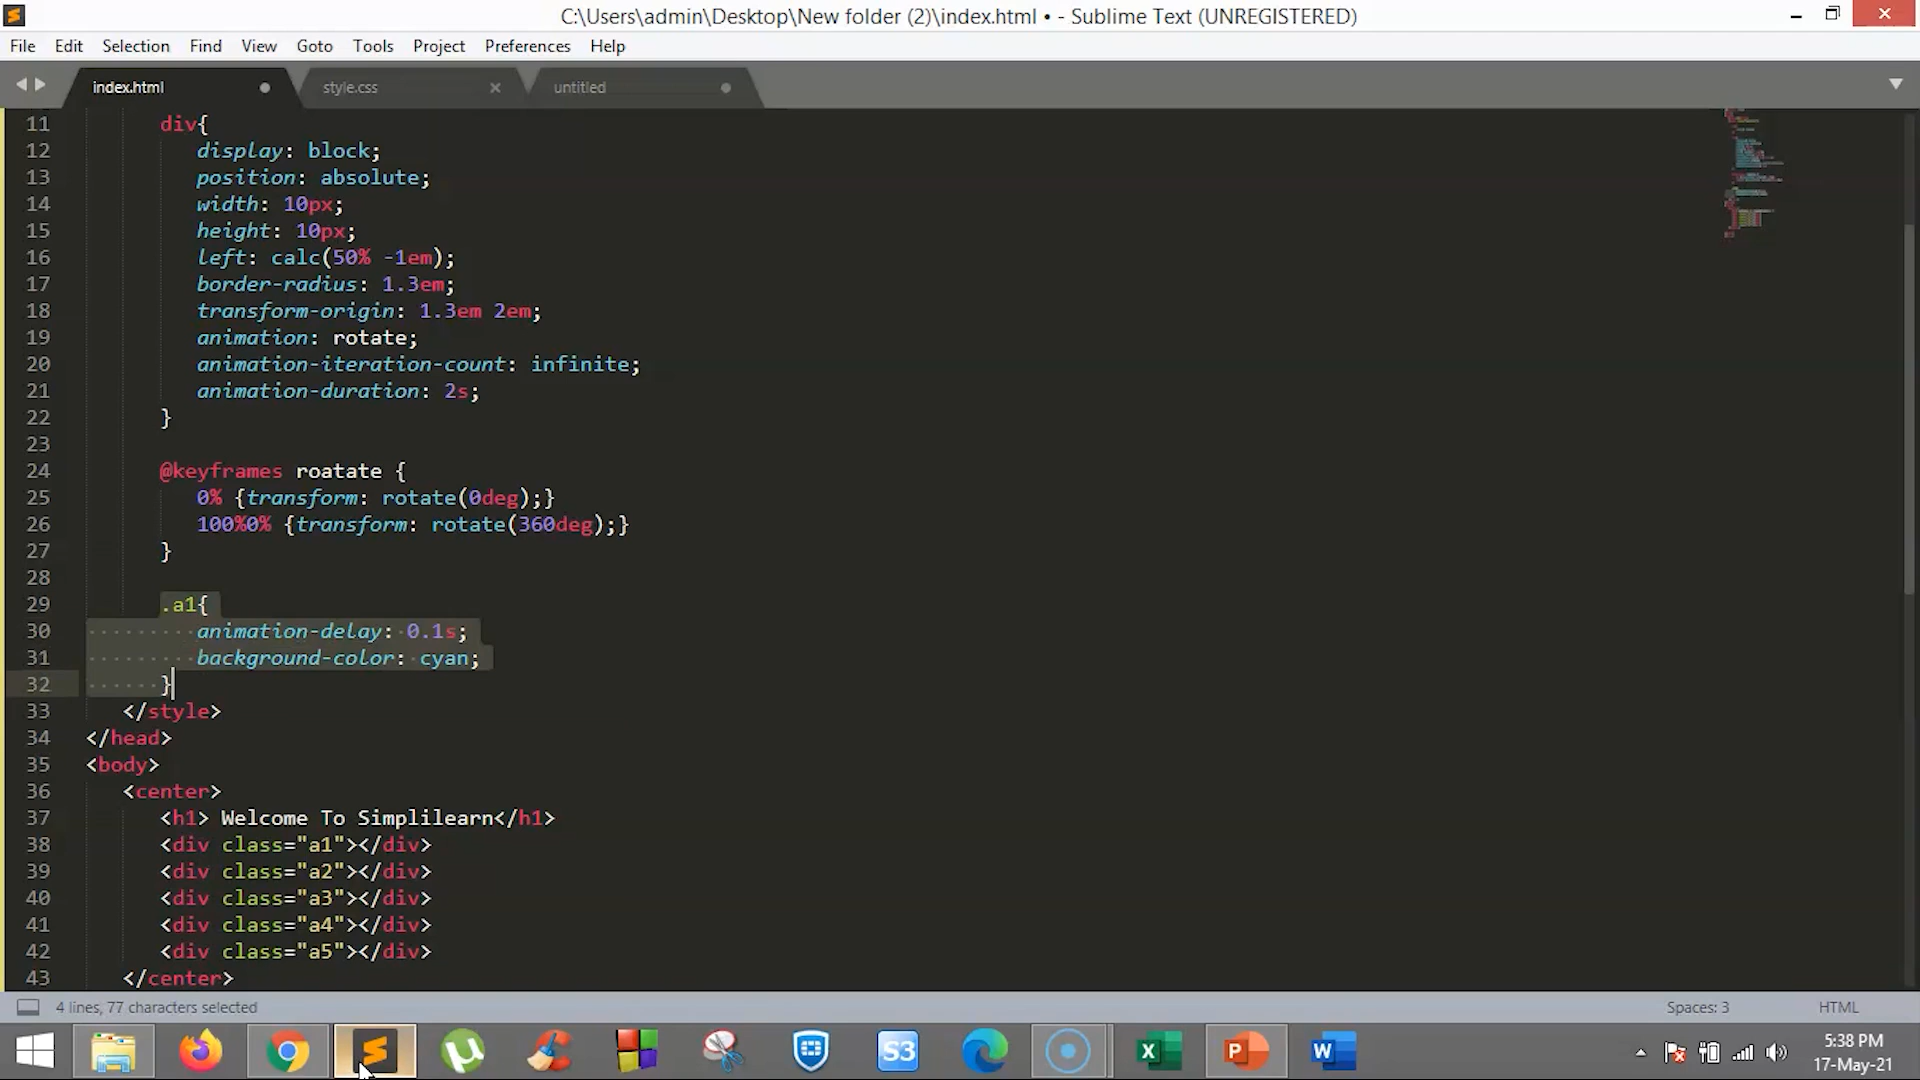 C:\Users\admin\Desktop\New folder (2)\index.html • - Sublime Text (UNREGISTERED)
File Edit Selection Find View Goto Tools Project Preferences Help
index.html style.css untitled
11 div{
12 display: block;
13 position: absolute;
14 width: 10px;
15 height: 10px;
16 left: calc(50% -1em);
17 border-radius: 1.3em;
18 transform-origin: 1.3em 2em;
19 animation: rotate;
20 animation-iteration-count: infinite;
21 animation-duration: 2s;
22 }
23
24 @keyframes roatate {
25 0% {transform: rotate(0deg);}
26 100%0% {transform: rotate(360deg);}
27 }
28
29 .a1{
30 animation-delay: 0.1s;
31 background-color: cyan;
32 }
33 </style>
34 </head>
35 <body>
36 <center>
37 <h1> Welcome To Simplilearn</h1>
38 <div class="a1"></div>
39 <div class="a2"></div>
40 <div class="a3"></div>
41 <div class="a4"></div>
42 <div class="a5"></div>
43 </center>
4 lines, 77 characters selected Spaces: 3 HTML
S3
5:38 PM
17-May-21